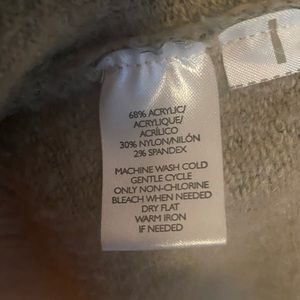 68% ACRYLIC/
ACRYLIQUE/
ACRÍLICO
30% NYLON/NILÓN
2% SPANDEX
MACHINE WASH COLD
GENTLE CYCLE
ONLY NON-CHLORINE
BLEACH WHEN NEEDED
DRY FLAT
WARM IRON
IF NEEDED